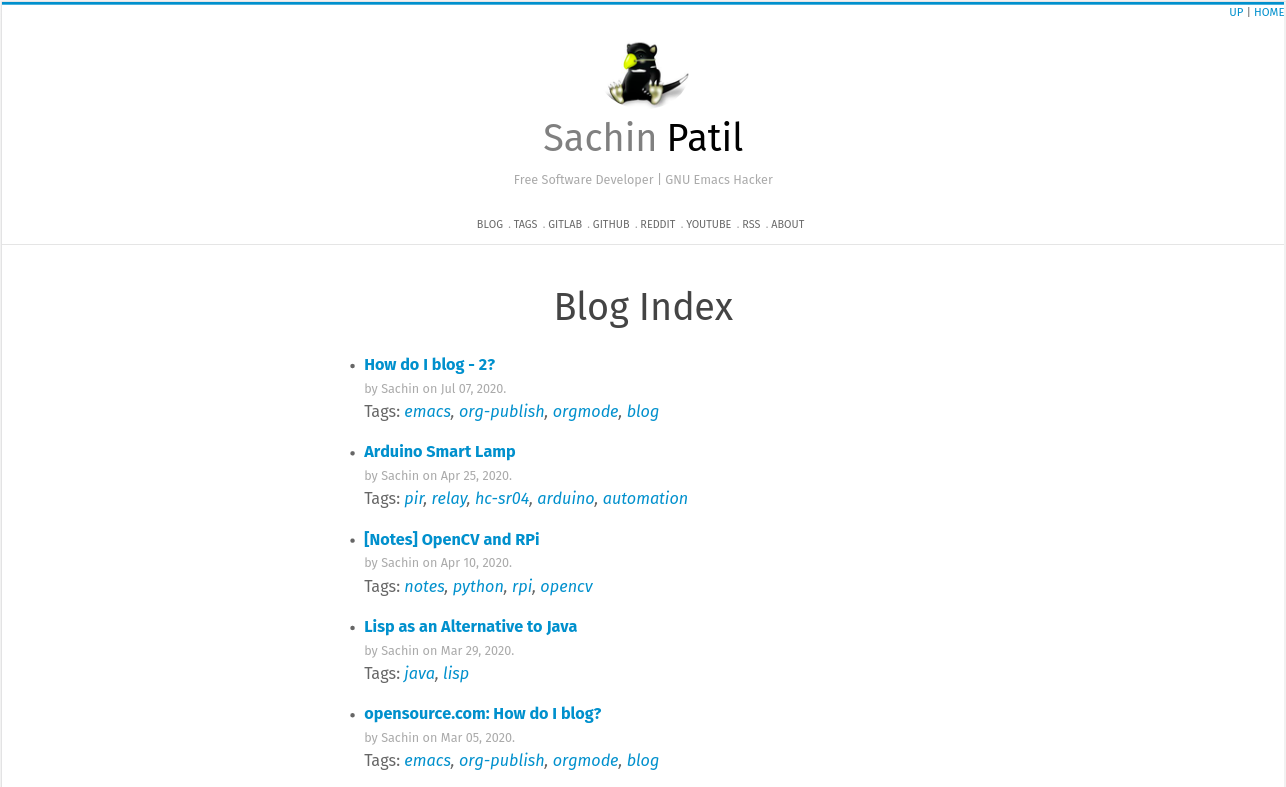 UP | HOME
Sachin Patil
Free Software Developer | GNU Emacs Hacker
BLOG . TAGS . GITLAB . GITHUB . REDDIT . YOUTUBE . RSS . ABOUT
Blog Index
• How do I blog - 2?
by Sachin on Jul 07, 2020.
Tags: emacs, org-publish, orgmode, blog
• Arduino Smart Lamp
by Sachin on Apr 25, 2020.
Tags: pir, relay, hc-sr04, arduino, automation
• [Notes] OpenCV and RPi
by Sachin on Apr 10, 2020.
Tags: notes, python, rpi, opencv
• Lisp as an Alternative to Java
by Sachin on Mar 29, 2020.
Tags: java, lisp
• opensource.com: How do I blog?
by Sachin on Mar 05, 2020.
Tags: emacs, org-publish, orgmode, blog